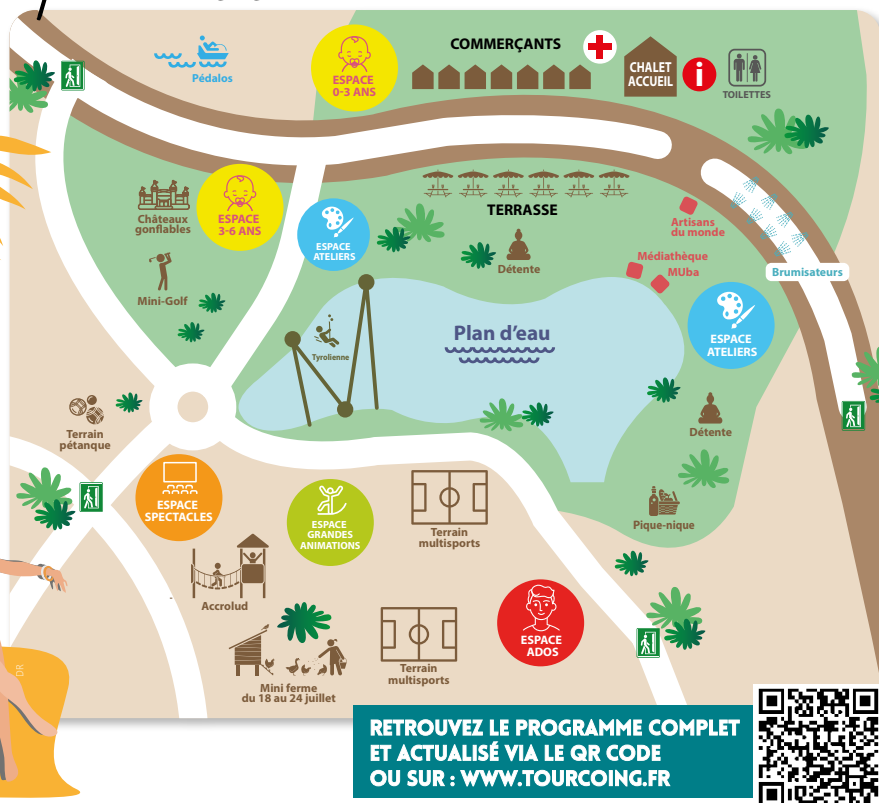 Pédalos
ESPACE
0-3 ANS
COMMERÇANTS
CHALET
ACCUEIL
i
TOILETTES
Châteaux
gonflables
ESPACE
3-6 ANS
ESPACE
ATELIERS
TERRASSE
Détente
Artisans
du monde
Médiathèque
MUba
Brumisateurs
Mini-Golf
Tyrolienne
Plan d'eau
ESPACE
ATELIERS
Terrain
pétanque
Détente
ESPACE
SPECTACLES
ESPACE
GRANDES
ANIMATIONS
Terrain
multisports
Pique-nique
Accrolud
ESPACE
ADOS
Mini ferme
du 18 au 24 juillet
Terrain
multisports
DR
RETROUVEZ LE PROGRAMME COMPLET
ET ACTUALISÉ VIA LE QR CODE
OU SUR : WWW.TOURCOING.FR